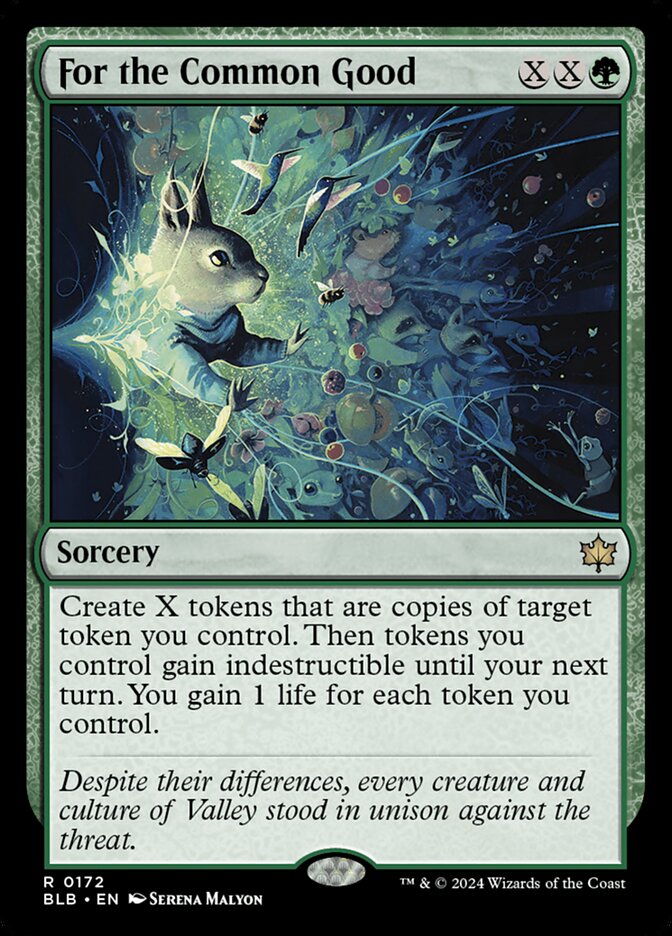 For the Common Good XX
Sorcery
Create X tokens that are copies of target
token you control. Then tokens you
control gain indestructible until your next
turn. You gain 1 life for each token you
control.
Despite their differences, every creature and
culture of Valley stood in unison against the
threat.
R 0172
BLB • EN Serena Malyon
™ & © 2024 Wizards of the Coast